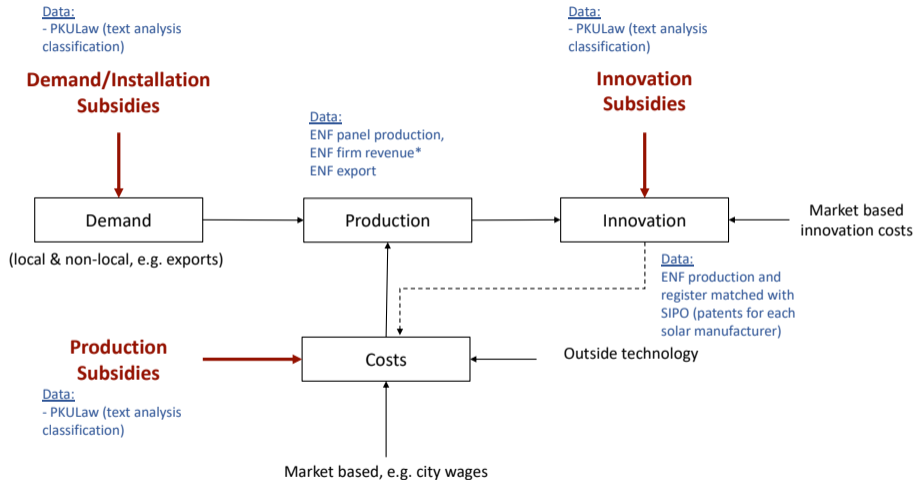 Data:
- PKULaw (text analysis
classification)
Demand/Installation
Subsidies
Data:
- PKULaw (text analysis
classification)
Innovation
Subsidies
Data:
ENF panel production,
ENF firm revenue*
ENF export
Demand
(local & non-local, e.g. exports)
Production
Innovation
Market based
innovation costs
Data:
ENF production and
register matched with
SIPO (patents for each
solar manufacturer)
Production
Subsidies
Data:
- PKULaw (text analysis
classification)
Costs
Outside technology
Market based, e.g. city wages